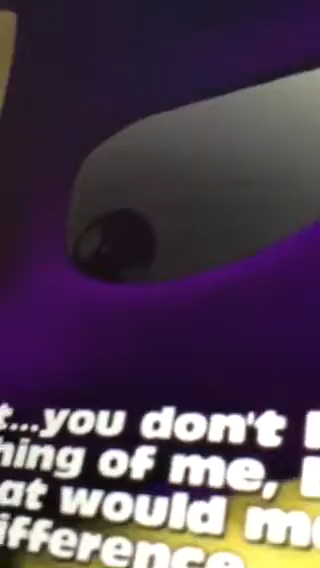 t...you don't
hing of me,
at would m
ifference